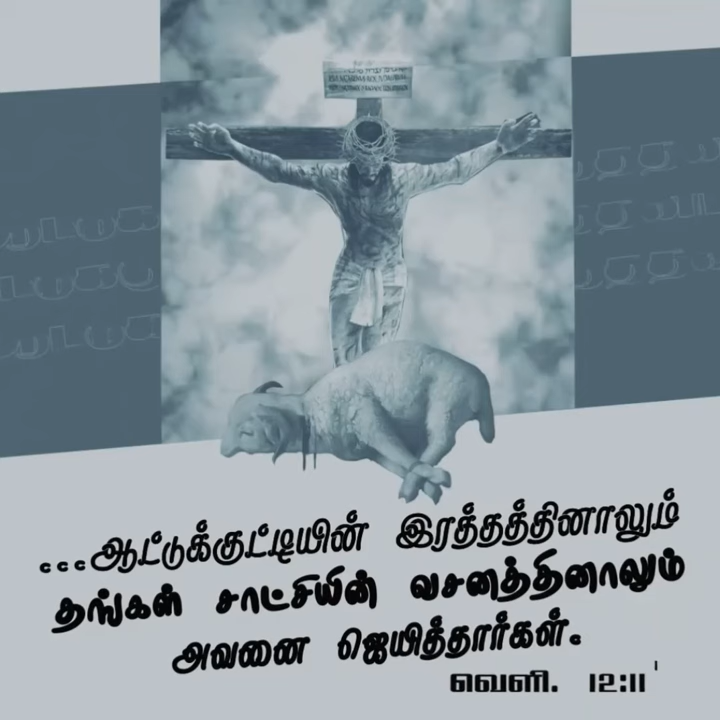 ...ஆட்டுக்குட்டியின் இரத்தத்தினாலும்
தங்கள் சாட்சியின் வசனத்தினாலும்
அவனை ஜெயித்தார்கள்.
வெளி. 12:11